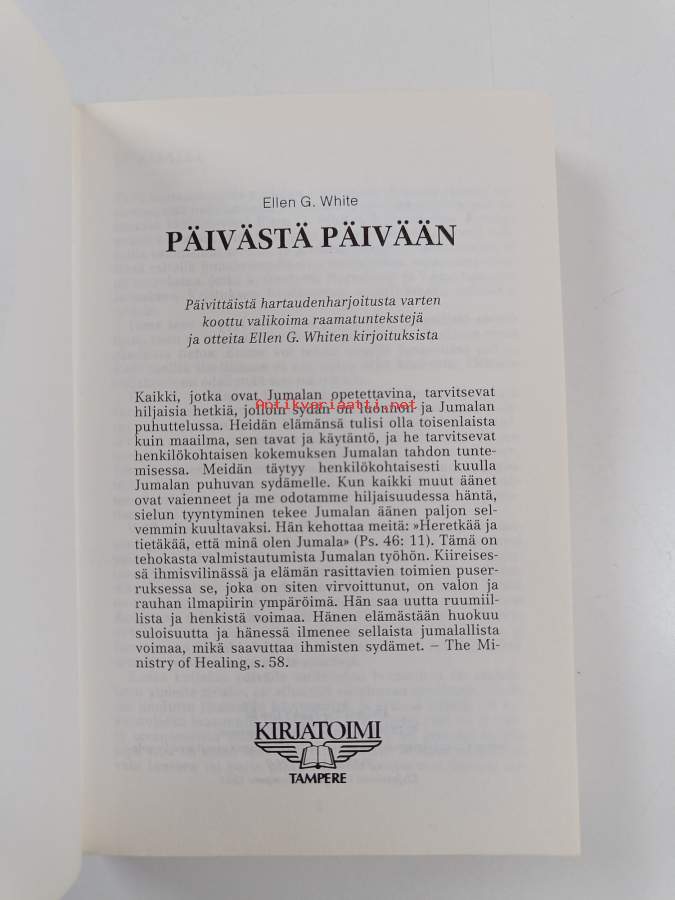 Ellen G. White
PÄIVÄSTÄ PÄIVÄÄN
Päivittäistä hartaudenharjoitusta varten
koottu valikoima raamatuntekstejä
ja otteita Ellen G. Whiten kirjoituksista
Kaikki, jotka ovat Jumalan opetettavina, tarvitsevat
Antikvariaatti.net
hiljaisia hetkiä, jolloin sydän on luonnon ja Jumalan
puhuttelussa. Heidän elämänsä tulisi olla toisenlaista
kuin maailma, sen tavat ja käytäntö, ja he tarvitsevat
henkilökohtaisen kokemuksen Jumalan tahdon tunte-
misessa. Meidän täytyy henkilökohtaisesti kuulla
Jumalan puhuvan sydämelle. Kun kaikki muut äänet
ovat vaienneet ja me odotamme hiljaisuudessa häntä,
sielun tyyntyminen tekee Jumalan äänen paljon sel-
vemmin kuultavaksi. Hän kehottaa meitä: »Heretkää ja
tietäkää, että minä olen Jumala» (Ps. 46: 11). Tämä on
tehokasta valmistautumista Jumalan työhön. Kiireises-
sä ihmisvilinässä ja elämän rasittavien toimien puser-
ruksessa se, joka on siten virvoittunut, on valon ja
rauhan ilmapiirin ympäröimä. Hän saa uutta ruumiil-
lista ja henkistä voimaa. Hänen elämästään huokuu
suloisuutta ja hänessä ilmenee sellaista jumalallista
voimaa, mikä saavuttaa ihmisten sydämet. – The Mi-
nistry of Healing, s. 58.
KIRJATOIMI
TAMPERE